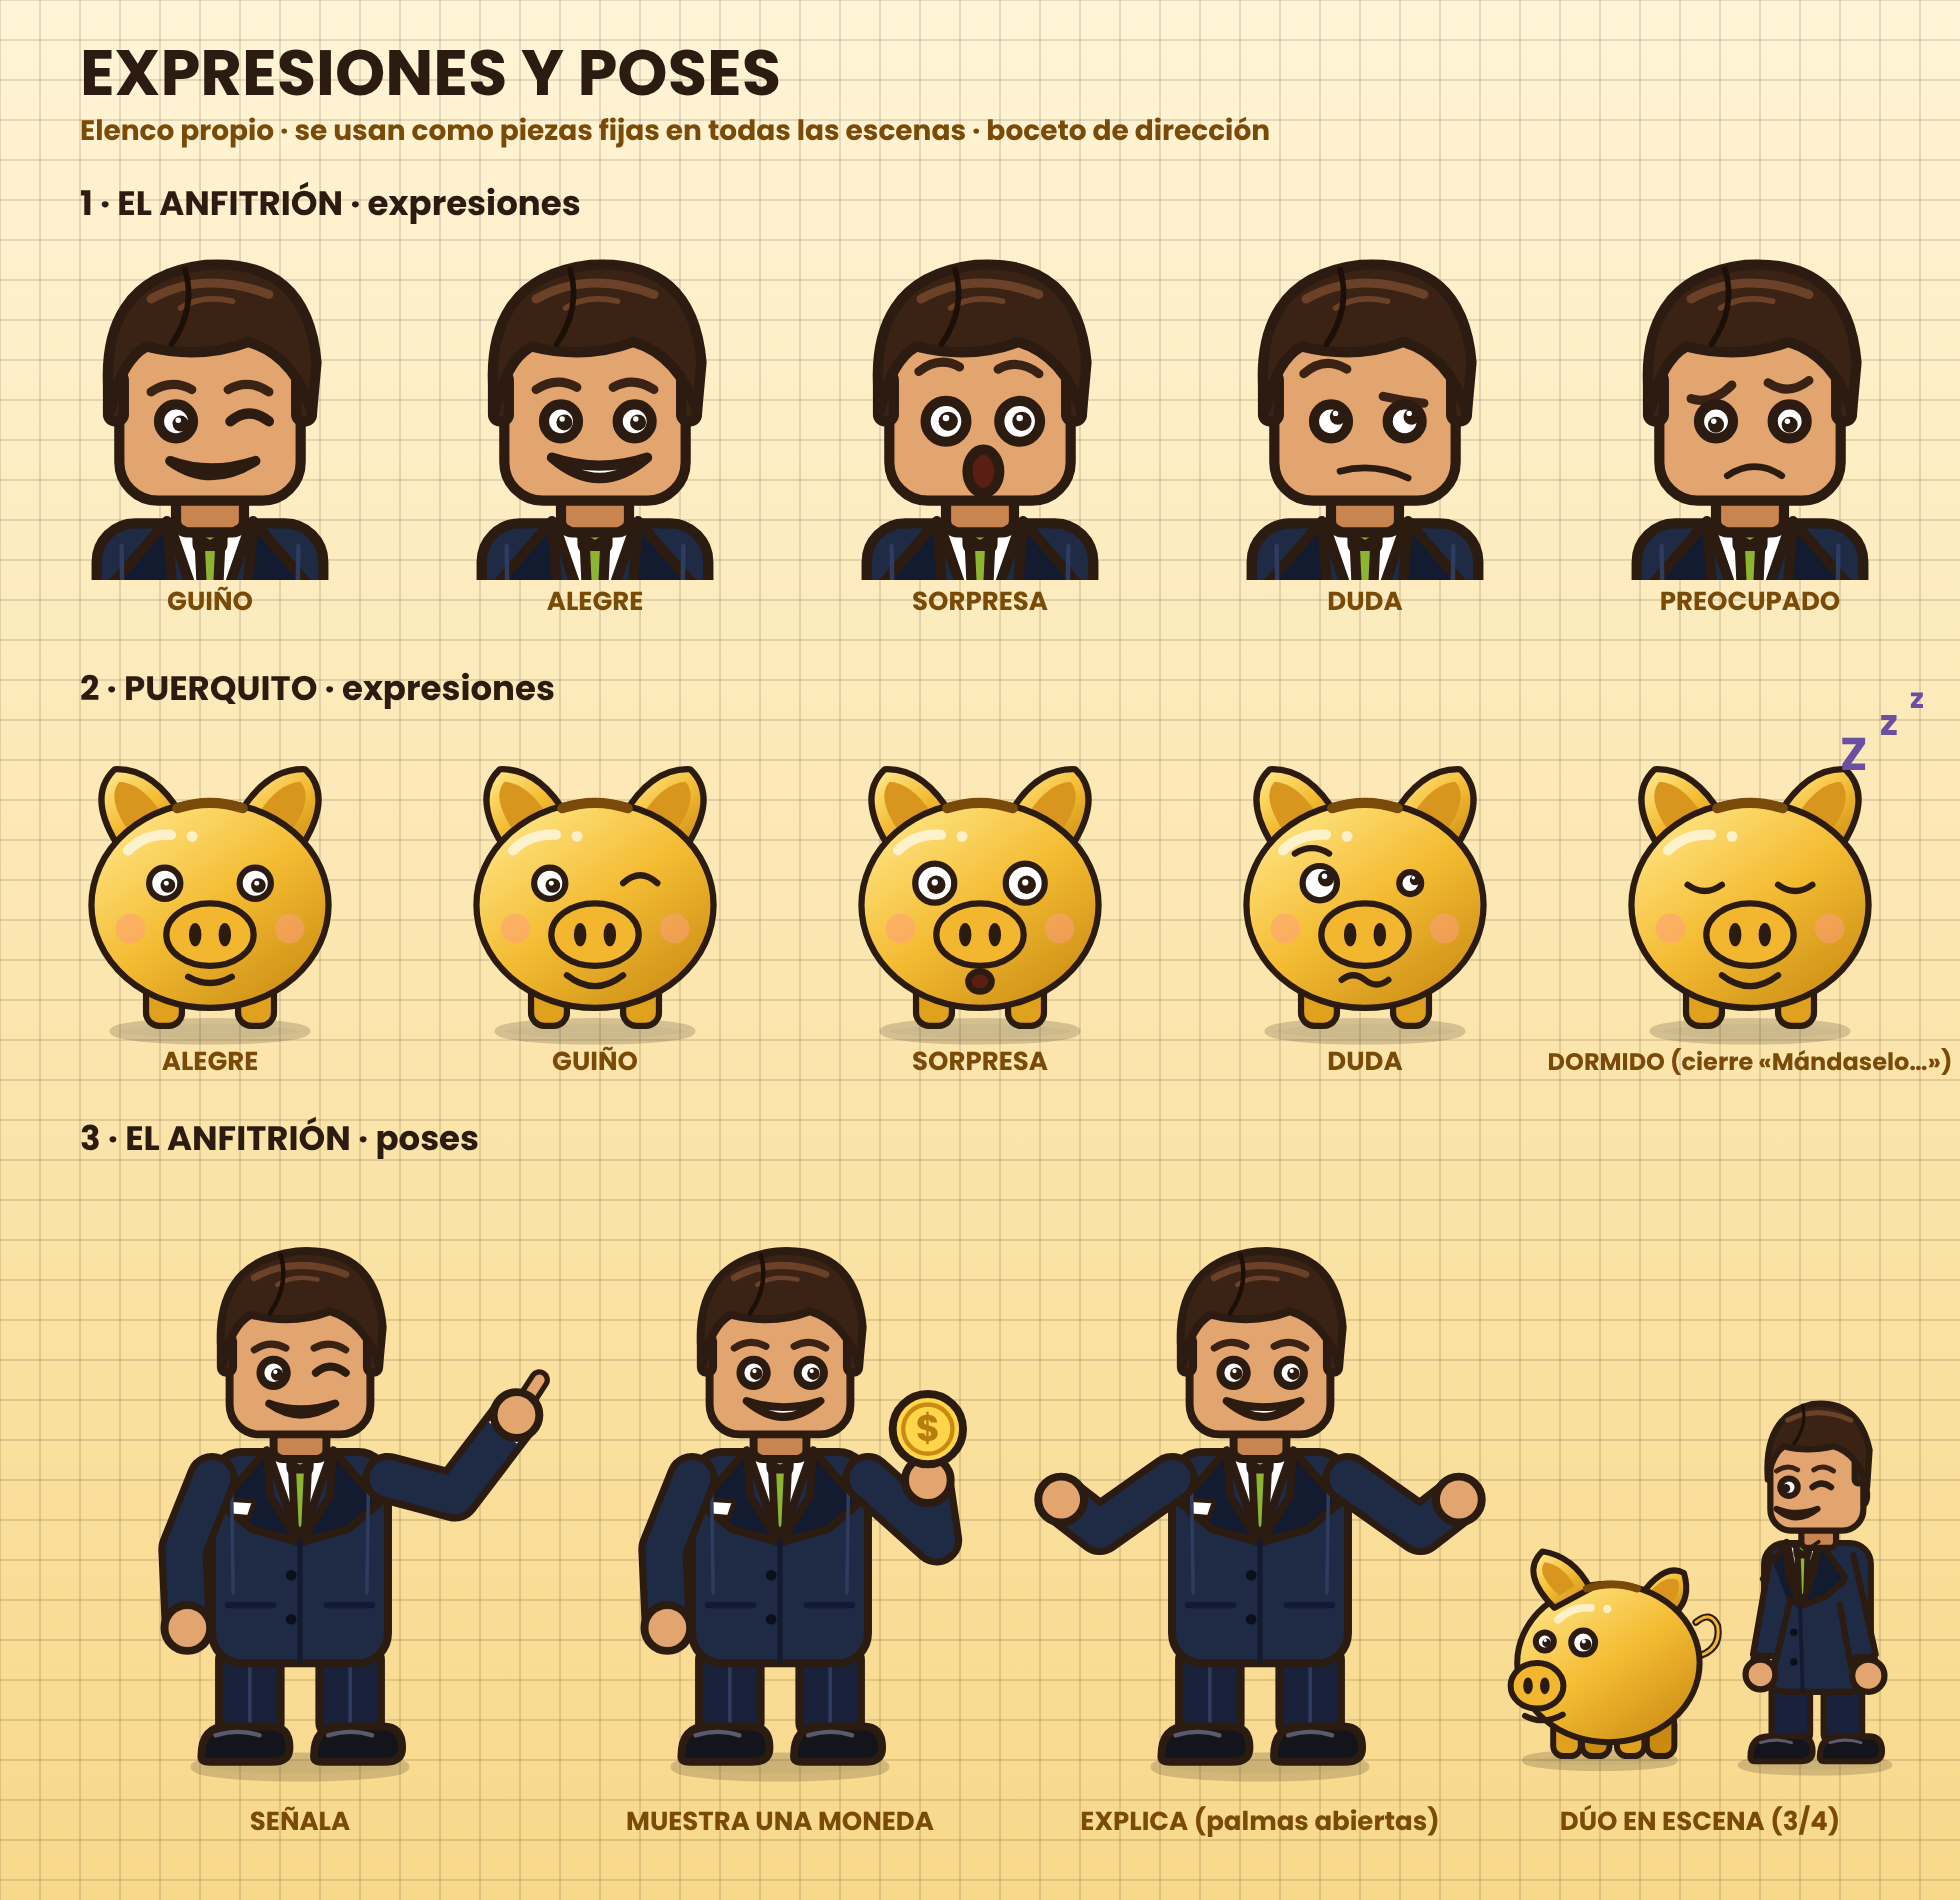 EXPRESIONES Y POSES
Elenco propio · se usan como piezas fijas en todas las escenas · boceto de dirección
1 · EL ANFITRIÓN · expresiones
GUIÑO
ALEGRE
SORPRESA
DUDA
PREOCUPADO
2 · PUERQUITO · expresiones
Z z z
ALEGRE
GUIÑO
SORPRESA
DUDA
DORMIDO (cierre «Mándaselo...»)
3 · EL ANFITRIÓN · poses
$
SEÑALA
MUESTRA UNA MONEDA
EXPLICA (palmas abiertas)
DÚO EN ESCENA (3/4)